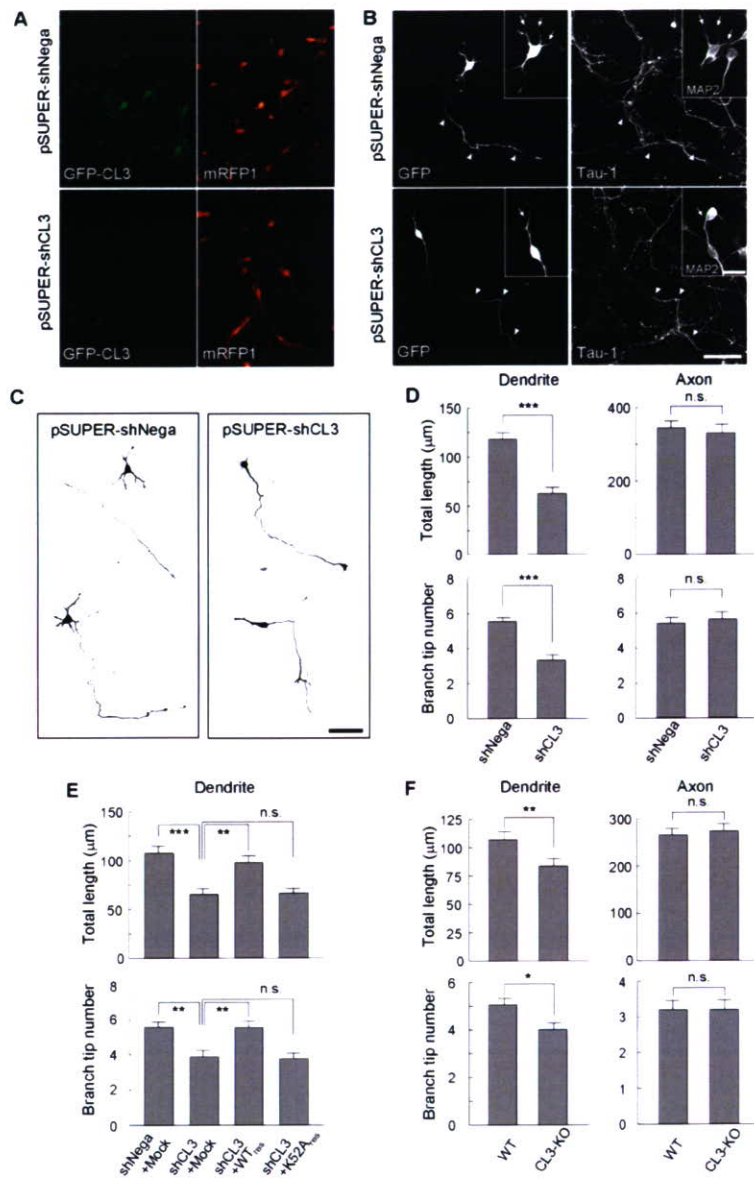 A
pSUPER-shNega
GFP-CL3
mRFP1
pSUPER-shCL3
GFP-CL3
mRFP1
B
pSUPER-shNega
GFP
MAP2
Tau-1
pSUPER-shCL3
GFP
MAP2
Tau-1
C
pSUPER-shNega
pSUPER-shCL3
D
Dendrite
Axon
Total length (μm)
150
100
50
0
***
400
200
0
n.s.
Branch tip number
8
6
4
2
0
***
8
6
4
2
0
n.s.
shNega
shCL3
shNega
shCL3
E
Dendrite
Total length (μm)
150
100
50
0
***
**
n.s.
Branch tip number
8
6
4
2
0
**
**
n.s.
shNega +Mock
shCL3 +Mock
shCL3 +WTres
shCL3 +K52Ares
F
Dendrite
Axon
Total length (μm)
125
100
75
50
25
0
**
300
200
100
0
n.s.
Branch tip number
6
4
2
0
*
4
3
2
1
0
n.s.
WT
CL3-KO
WT
CL3-KO